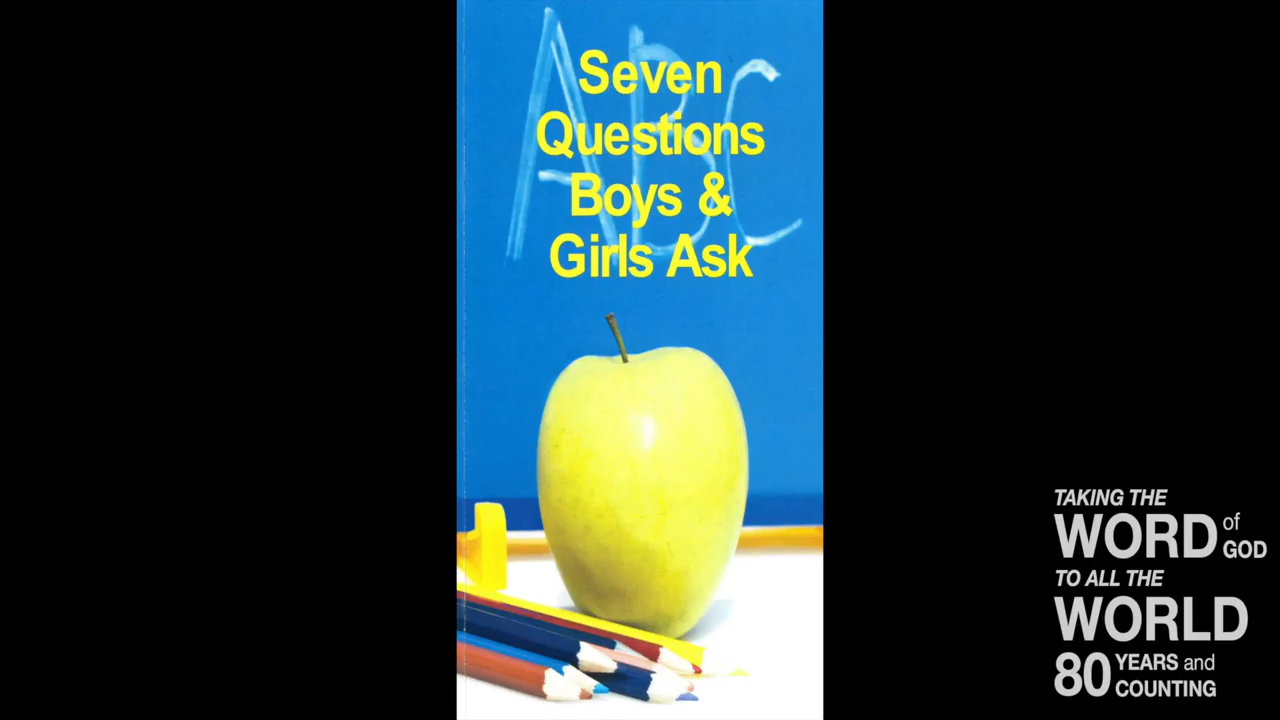 ABC
Seven
Questions
Boys &
Girls Ask
TAKING THE
WORD of GOD
TO ALL THE
WORLD
80 YEARS and
COUNTING